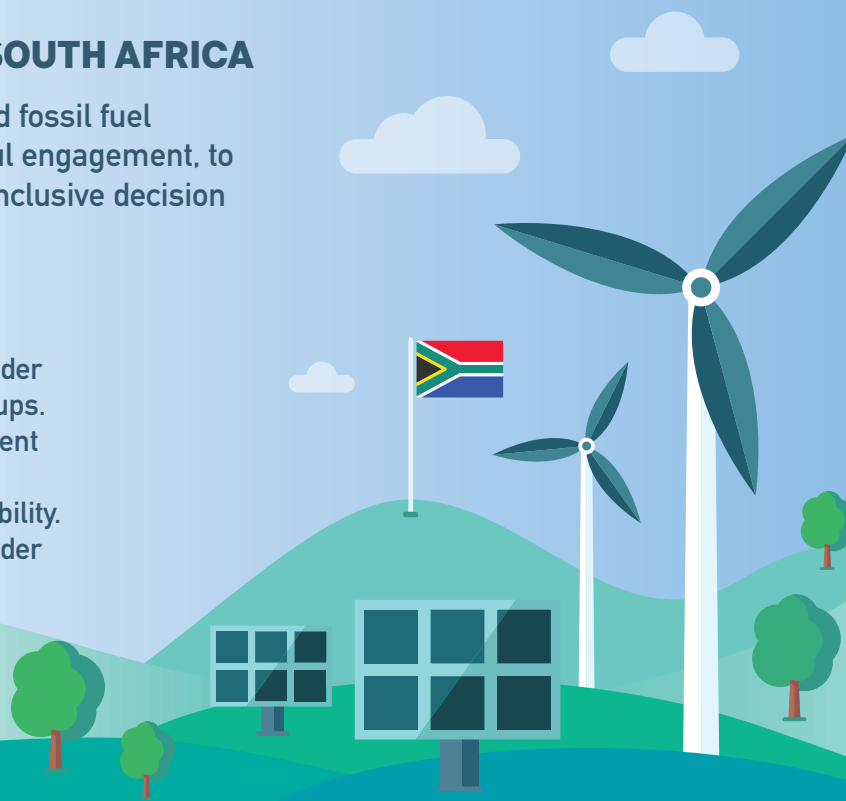 SOUTH AFRICA
d fossil fuel
ul engagement, to
nclusive decision
der
ups.
ent
bility.
der